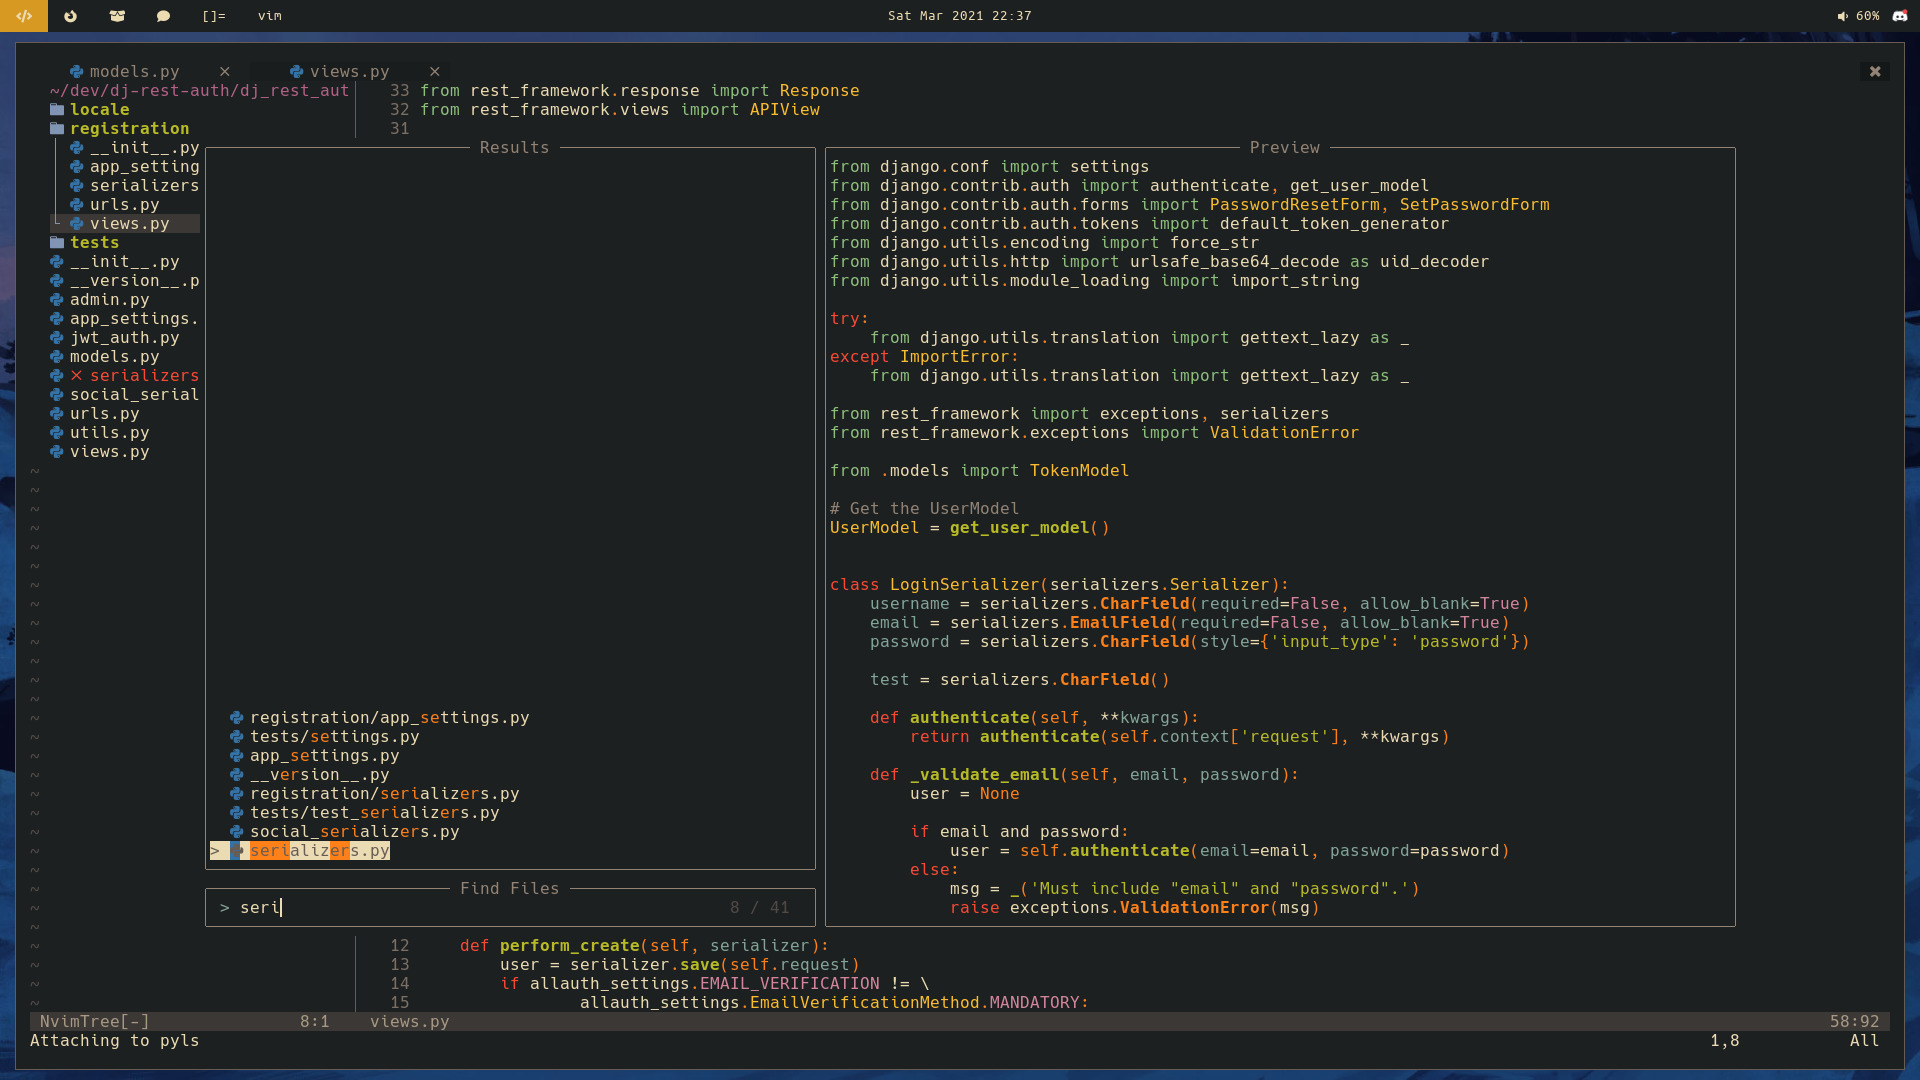 []= vim Sat Mar 2021 22:37 60%
models.py × views.py ×
~/dev/dj-rest-auth/dj_rest_aut
locale
registration
__init__.py
app_setting
serializers
urls.py
views.py
tests
__init__.py
__version__.p
admin.py
app_settings.
jwt_auth.py
models.py
× serializers
social_serial
urls.py
utils.py
views.py
33 from rest_framework.response import Response
32 from rest_framework.views import APIView
31
Results
registration/app_settings.py
tests/settings.py
app_settings.py
__version__.py
registration/serializers.py
tests/test_serializers.py
social_serializers.py
> serializers.py
Find Files
> seri 8 / 41
Preview
from django.conf import settings
from django.contrib.auth import authenticate, get_user_model
from django.contrib.auth.forms import PasswordResetForm, SetPasswordForm
from django.contrib.auth.tokens import default_token_generator
from django.utils.encoding import force_str
from django.utils.http import urlsafe_base64_decode as uid_decoder
from django.utils.module_loading import import_string
try:
    from django.utils.translation import gettext_lazy as _
except ImportError:
    from django.utils.translation import gettext_lazy as _
from rest_framework import exceptions, serializers
from rest_framework.exceptions import ValidationError
from .models import TokenModel
# Get the UserModel
UserModel = get_user_model()
class LoginSerializer(serializers.Serializer):
    username = serializers.CharField(required=False, allow_blank=True)
    email = serializers.EmailField(required=False, allow_blank=True)
    password = serializers.CharField(style={'input_type': 'password'})
    test = serializers.CharField()
    def authenticate(self, **kwargs):
        return authenticate(self.context['request'], **kwargs)
    def _validate_email(self, email, password):
        user = None
        if email and password:
            user = self.authenticate(email=email, password=password)
        else:
            msg = _('Must include "email" and "password".')
            raise exceptions.ValidationError(msg)
12     def perform_create(self, serializer):
13         user = serializer.save(self.request)
14         if allauth_settings.EMAIL_VERIFICATION != \
15                 allauth_settings.EmailVerificationMethod.MANDATORY:
NvimTree[-] 8:1 views.py 58:92
Attaching to pyls 1,8 All